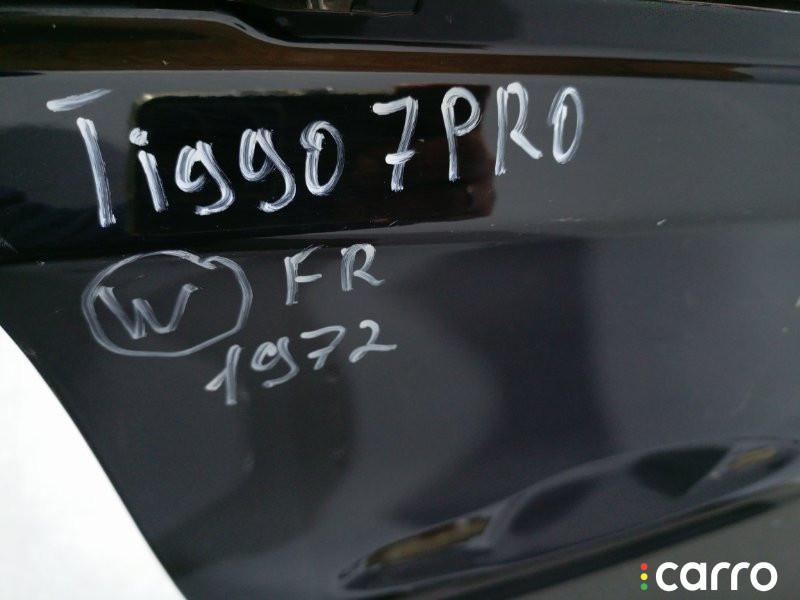 Tiggo 7PRO
W FR
1972
carro